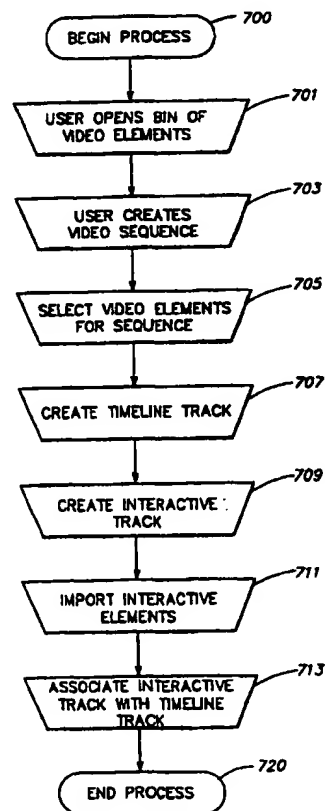 700
BEGIN PROCESS
701
USER OPENS BIN OF
VIDEO ELEMENTS
703
USER CREATES
VIDEO SEQUENCE
705
SELECT VIDEO ELEMENTS
FOR SEQUENCE
707
CREATE TIMELINE TRACK
709
CREATE INTERACTIVE
TRACK
711
IMPORT INTERACTIVE
ELEMENTS
713
ASSOCIATE INTERACTIVE
TRACK WITH TIMELINE
TRACK
720
END PROCESS